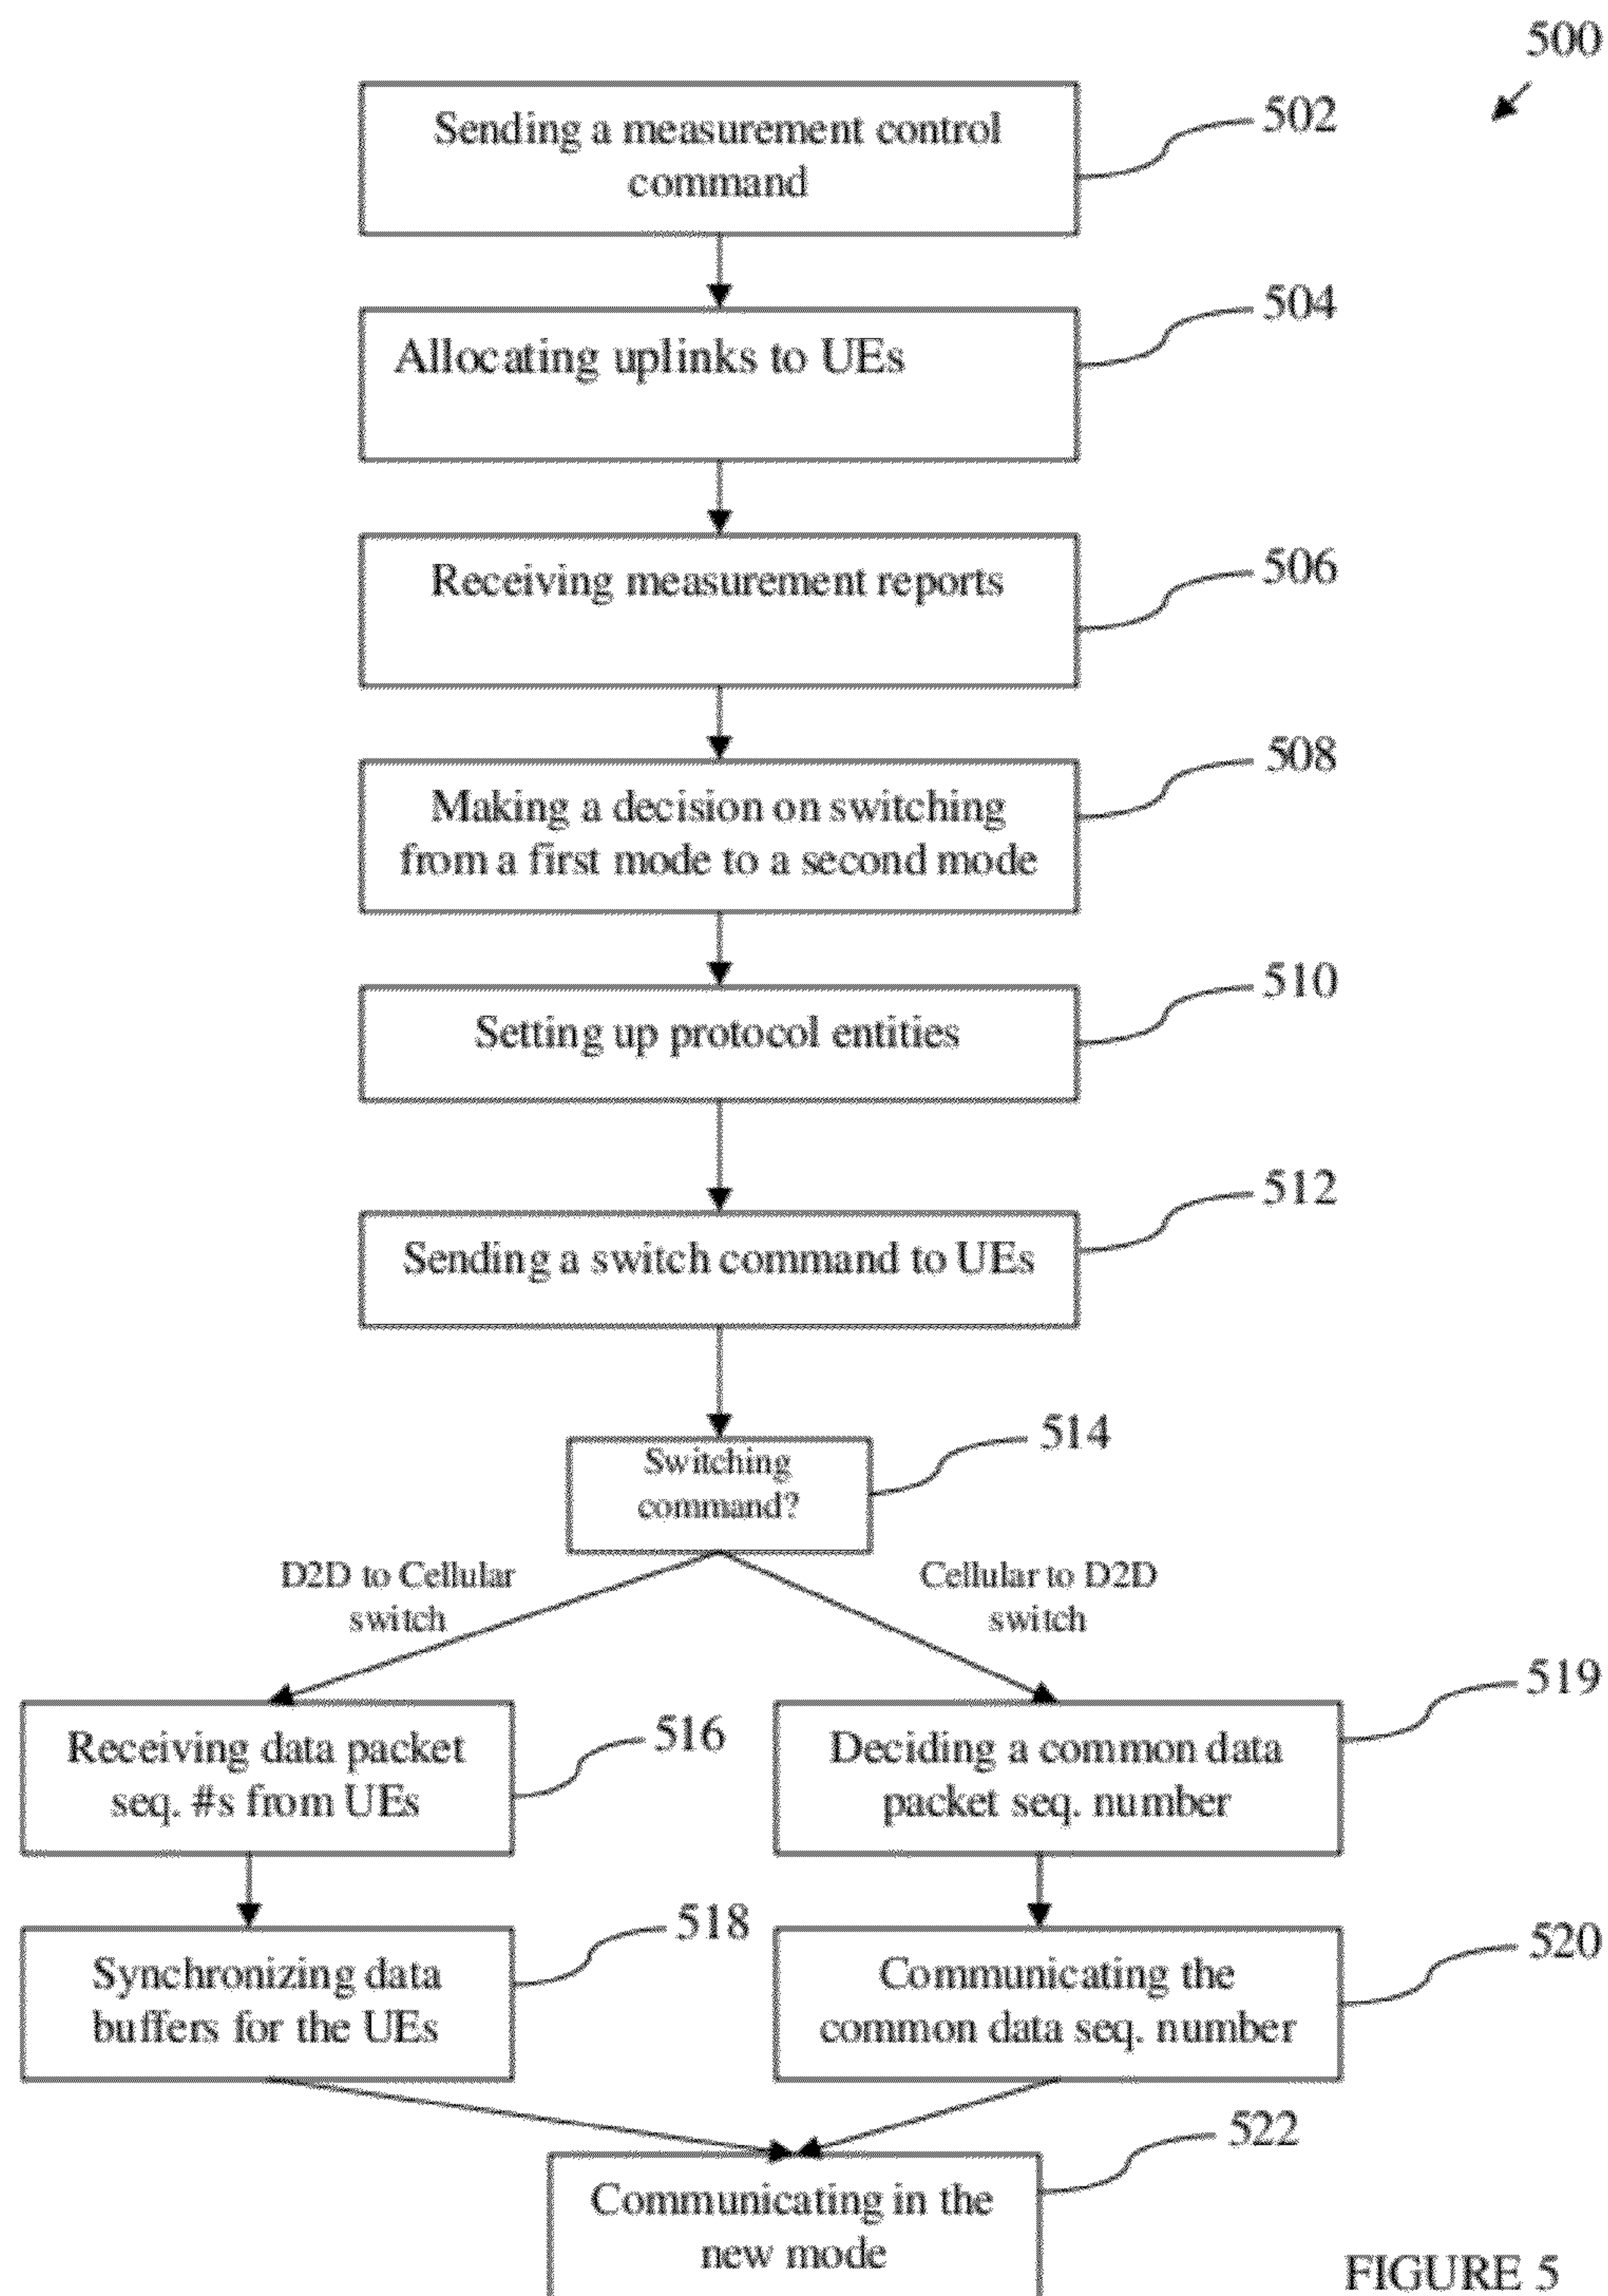 500
Sending a measurement control
command
502
Allocating uplinks to UEs
504
Receiving measurement reports
506
Making a decision on switching
from a first mode to a second mode
508
Setting up protocol entities
510
Sending a switch command to UEs
512
Switching
command?
514
D2D to Cellular
switch
Cellular to D2D
switch
Receiving data packet
seq. #s from UEs
516
Deciding a common data
packet seq. number
519
Synchronizing data
buffers for the UEs
518
Communicating the
common data seq. number
520
Communicating in the
new mode
522
FIGURE 5